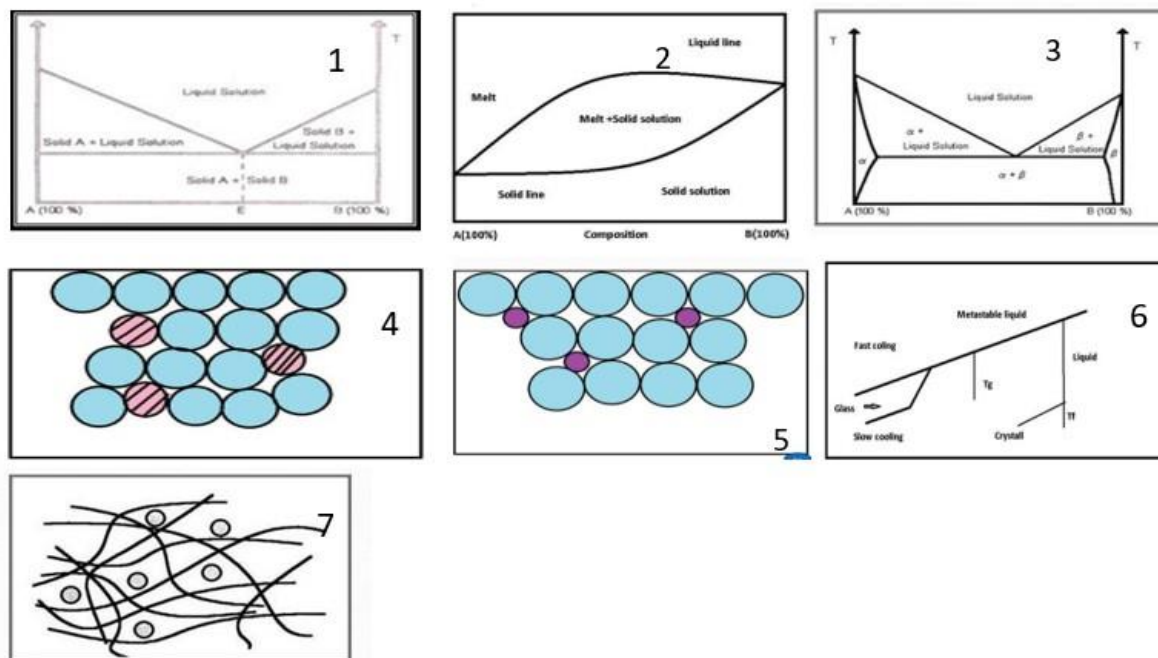 1
T
Liquid Solution
Solid A + Liquid Solution
Solid B +
Liquid Solution
Solid A + Solid B
A (100 %)
E
B (100 %)
2
Liquid line
Melt
Melt +Solid solution
Solid line
Solid solution
A(100%)
Composition
B(100%)
3
T
T
Liquid Solution
α +
Liquid Solution
β +
Liquid Solution
α
β
α + β
A (100 %)
B (100 %)
4
5
6
Metastable liquid
Fast coling
Liquid
Tg
Glass
Tf
Slow cooling
Crystall
7